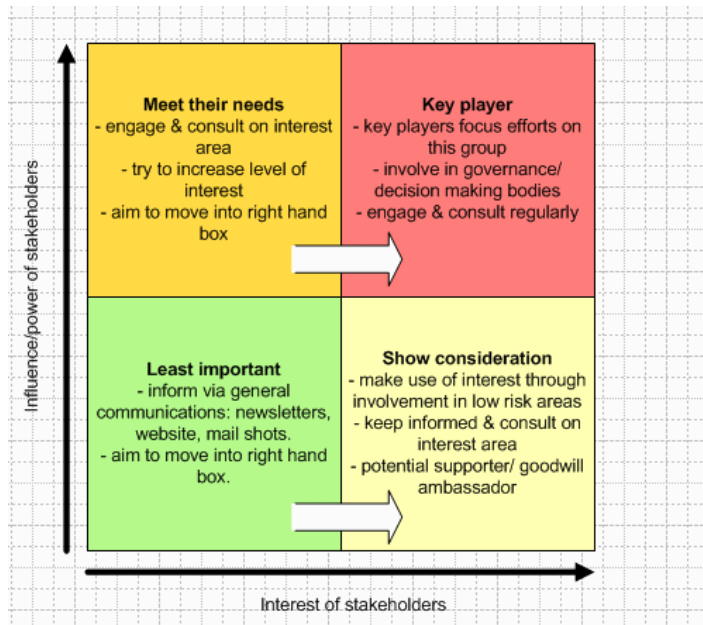 Influence/power of stakeholders
Meet their needs
- engage & consult on interest
area
- try to increase level of
interest
- aim to move into right hand
box
Key player
- key players focus efforts on
this group
- involve in governance/
decision making bodies
- engage & consult regularly
Least important
- inform via general
communications: newsletters,
website, mail shots.
- aim to move into right hand
box.
Show consideration
- make use of interest through
involvement in low risk areas
- keep informed & consult on
interest area
- potential supporter/ goodwill
ambassador
Interest of stakeholders